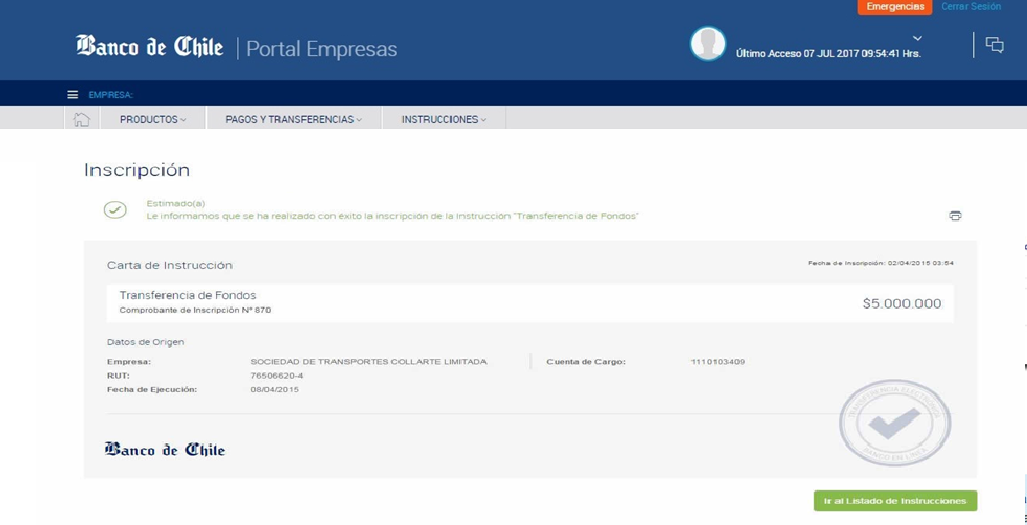 Emergencias Cerrar Sesión
Banco de Chile | Portal Empresas
Último Acceso 07 JUL 2017 09:54:41 Hrs.
EMPRESA:
PRODUCTOS PAGOS Y TRANSFERENCIAS INSTRUCCIONES
Inscripción
Estimado(a)
Le informamos que se ha realizado con éxito la inscripción de la Instrucción "Transferencia de Fondos"
Carta de Instrucción Fecha de Inscripción: 02/04/2015 03:54
Transferencia de Fondos $5.000.000
Comprobante de Inscripción Nº 876
Datos de Origen
Empresa: SOCIEDAD DE TRANSPORTES COLLARTE LIMITADA. Cuenta de Cargo: 1110103409
RUT: 76506620-4
Fecha de Ejecución: 08/04/2015
TRANSFERENCIA ELECTRONICA
BANCO EN LINEA
Banco de Chile
Ir al Listado de Instrucciones